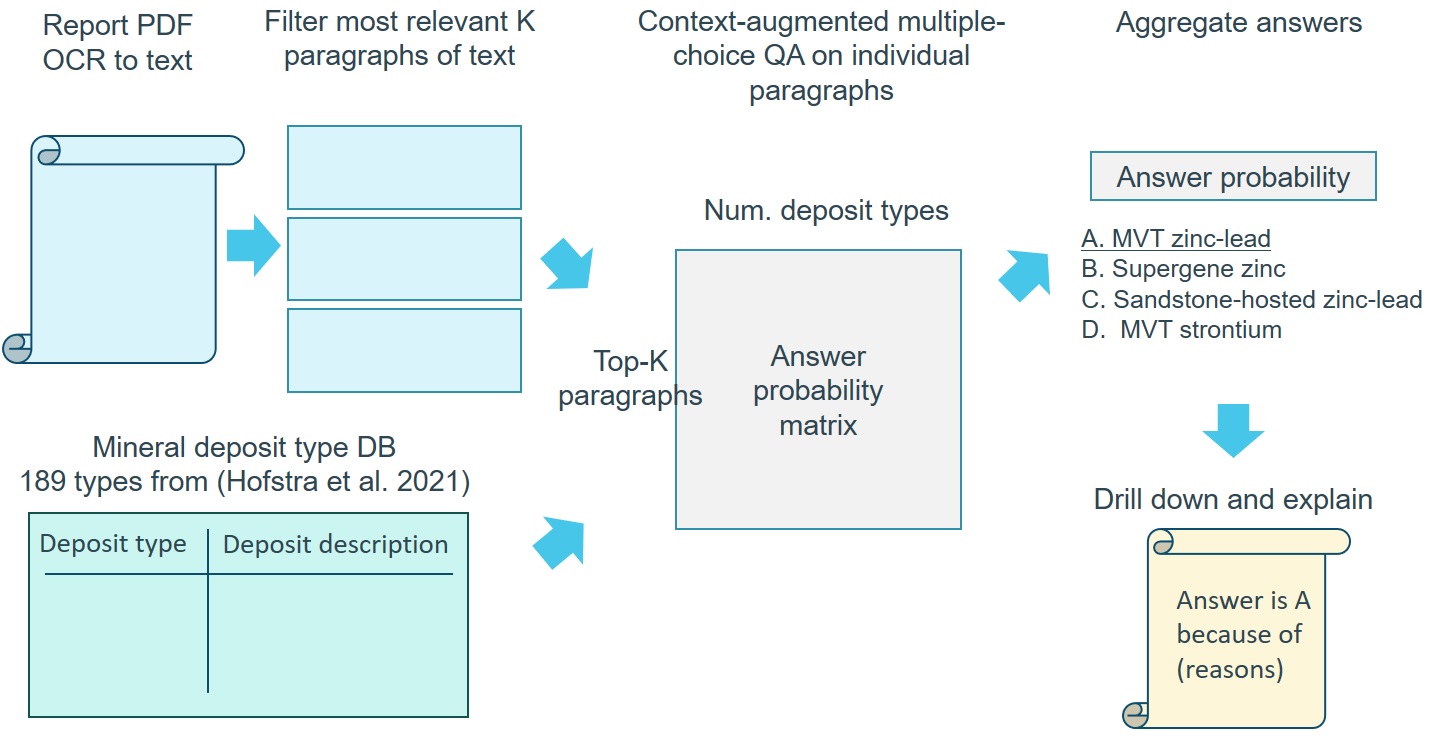 Report PDF
OCR to text
Filter most relevant K
paragraphs of text
Context-augmented multiple-
choice QA on individual
paragraphs
Aggregate answers
Num. deposit types
Top-K
paragraphs
Answer
probability
matrix
Answer probability
A. MVT zinc-lead
B. Supergene zinc
C. Sandstone-hosted zinc-lead
D. MVT strontium
Mineral deposit type DB
189 types from (Hofstra et al. 2021)
Deposit type
Deposit description
Drill down and explain
Answer is A
because of
(reasons)